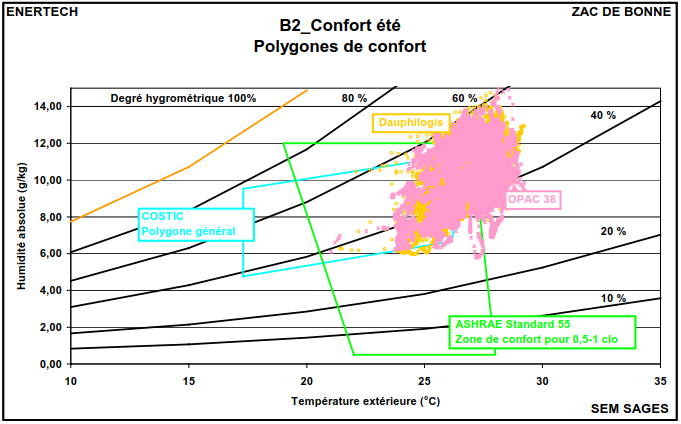 ENERTECH
ZAC DE BONNE
B2_Confort été
Polygones de confort
Degré hygrométrique 100%
80 %
60 %
40 %
20 %
10 %
Dauphilogis
OPAC 38
COSTIC
Polygone général
ASHRAE Standard 55
Zone de confort pour 0,5-1 clo
Humidité absolue (g/kg)
14,00
12,00
10,00
8,00
6,00
4,00
2,00
0,00
10
15
20
25
30
35
Température extérieure (°C)
SEM SAGES